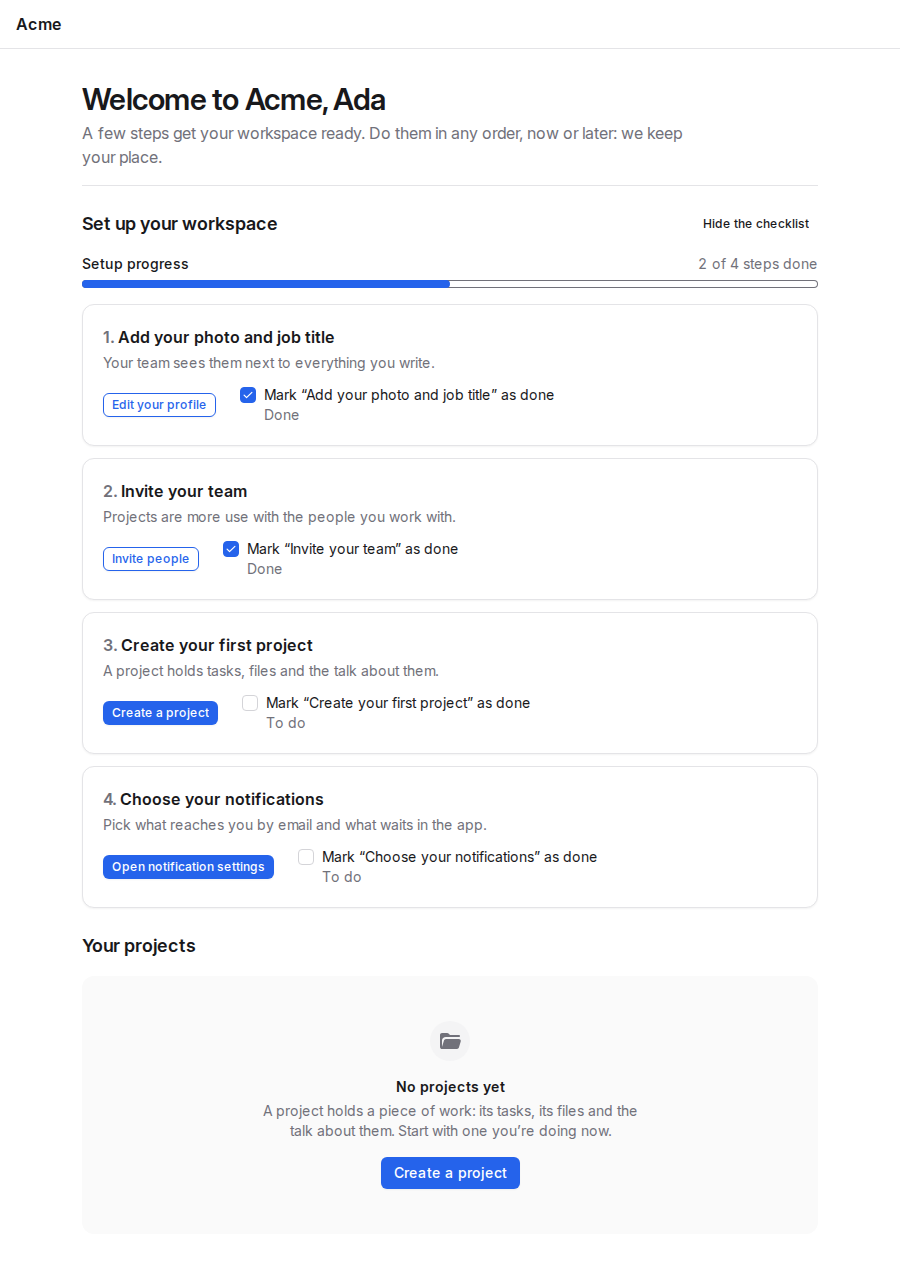 Acme
Welcome to Acme, Ada
A few steps get your workspace ready. Do them in any order, now or later: we keep
your place.
Set up your workspace
Hide the checklist
Setup progress
2 of 4 steps done
1. Add your photo and job title
Your team sees them next to everything you write.
Edit your profile
Mark “Add your photo and job title” as done
Done
2. Invite your team
Projects are more use with the people you work with.
Invite people
Mark “Invite your team” as done
Done
3. Create your first project
A project holds tasks, files and the talk about them.
Create a project
Mark “Create your first project” as done
To do
4. Choose your notifications
Pick what reaches you by email and what waits in the app.
Open notification settings
Mark “Choose your notifications” as done
To do
Your projects
No projects yet
A project holds a piece of work: its tasks, its files and the
talk about them. Start with one you’re doing now.
Create a project